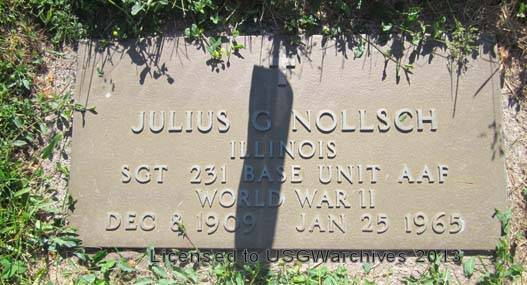 JULIUS G NOLLSCH
ILLINOIS
SGT 231 BASE UNIT AAF
WORLD WAR II
DEC 8 1909 JAN 25 1965
Licensed to USGWarchives 2013